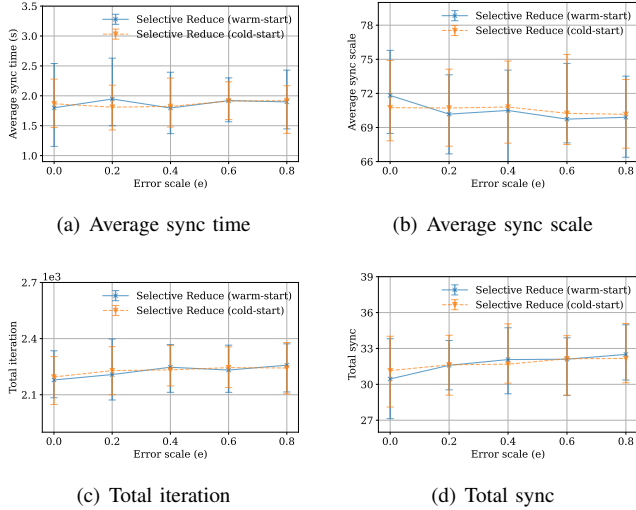 3.5
3.0
2.5
2.0
1.5
1.0
Average sync time (s)
Selective Reduce (warm-start)
Selective Reduce (cold-start)
0.0 0.2 0.4 0.6 0.8
Error scale (e)
(a) Average sync time
78
75
72
69
66
Average sync scale
Selective Reduce (warm-start)
Selective Reduce (cold-start)
0.0 0.2 0.4 0.6 0.8
Error scale (e)
(b) Average sync scale
1e3
2.7
2.4
2.1
Total iteration
Selective Reduce (warm-start)
Selective Reduce (cold-start)
0.0 0.2 0.4 0.6 0.8
Error scale (e)
(c) Total iteration
39
36
33
30
27
Total sync
Selective Reduce (warm-start)
Selective Reduce (cold-start)
0.0 0.2 0.4 0.6 0.8
Error scale (e)
(d) Total sync